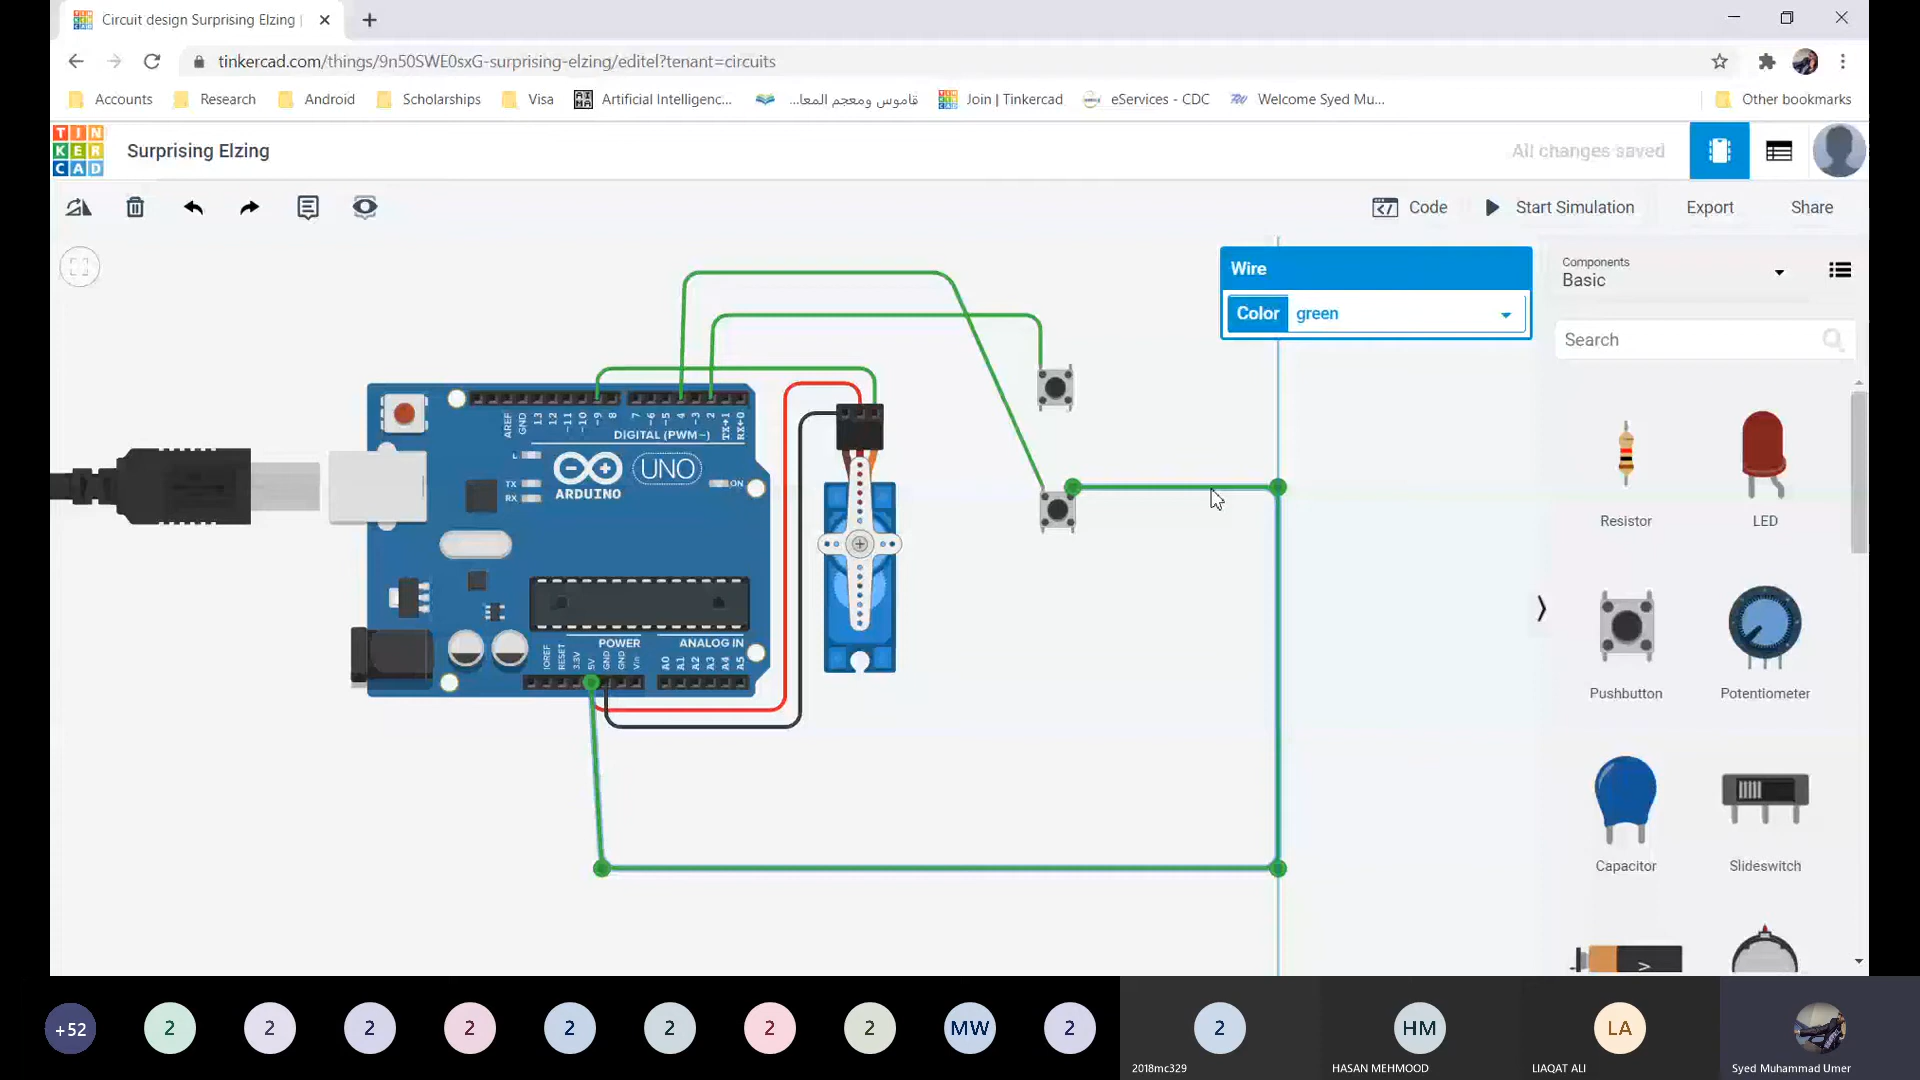 Circuit design Surprising Elzing |
tinkercad.com/things/9n50SWE0sxG-surprising-elzing/editel?tenant=circuits
Accounts
Research
Android
Scholarships
Visa
Artificial Intelligenc...
قاموس ومعجم المعا...
Join | Tinkercad
eServices - CDC
Welcome Syed Mu...
Other bookmarks
TIN
KER
CAD
Surprising Elzing
All changes saved
Code
Start Simulation
Export
Share
Wire
Color
green
Components
Basic
Search
AREF
GND
13
12
~11
~10
~9
8
7
~6
~5
4
~3
2
TX→1
RX←0
DIGITAL (PWM~)
L
TX
RX
ARDUINO
UNO
ON
POWER
ANALOG IN
IOREF
RESET
3.3V
5V
GND
GND
Vin
A0
A1
A2
A3
A4
A5
Resistor
LED
Pushbutton
Potentiometer
Capacitor
Slideswitch
+52
2
2
2
2
2
2
2
2
MW
2
2
HM
LA
2018mc329
HASAN MEHMOOD
LIAQAT ALI
Syed Muhammad Umer